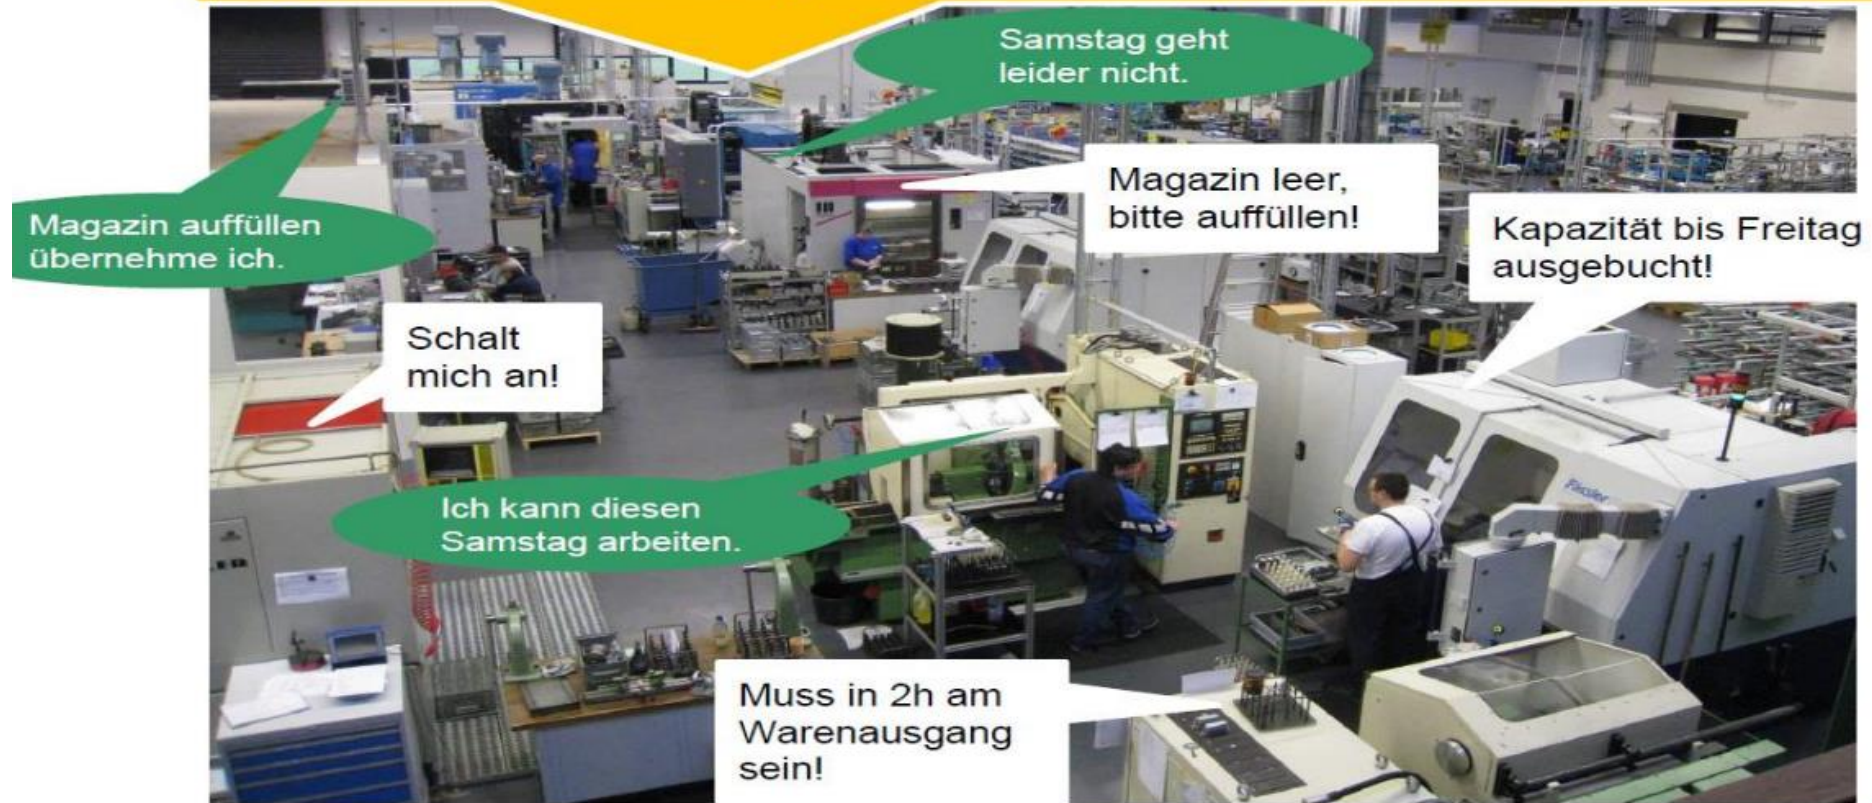 Samstag geht
leider nicht.
Magazin leer,
bitte auffüllen!
Magazin auffüllen
übernehme ich.
Kapazität bis Freitag
ausgebucht!
Schalt
mich an!
Ich kann diesen
Samstag arbeiten.
Fässler
Muss in 2h am
Warenausgang
sein!